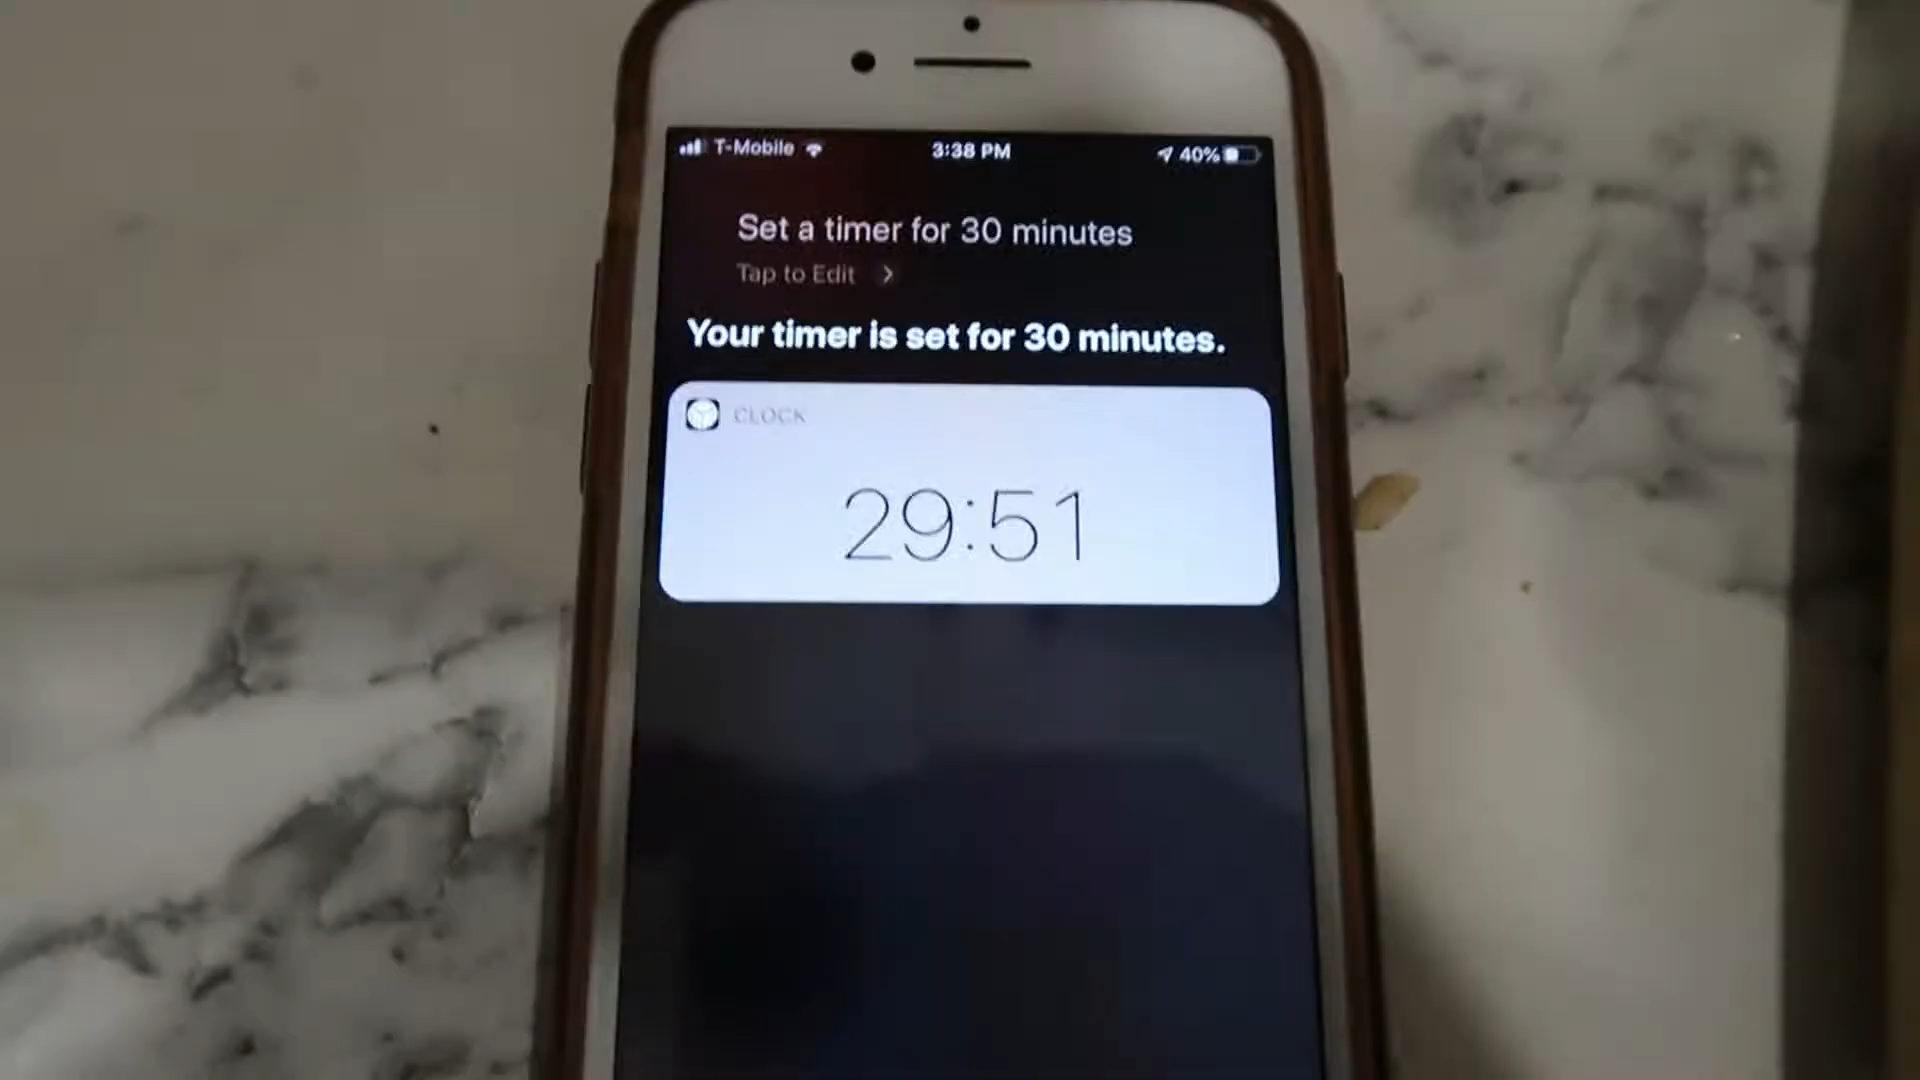 T-Mobile 3:38 PM 40%
Set a timer for 30 minutes
Tap to Edit >
Your timer is set for 30 minutes.
CLOCK
29:51